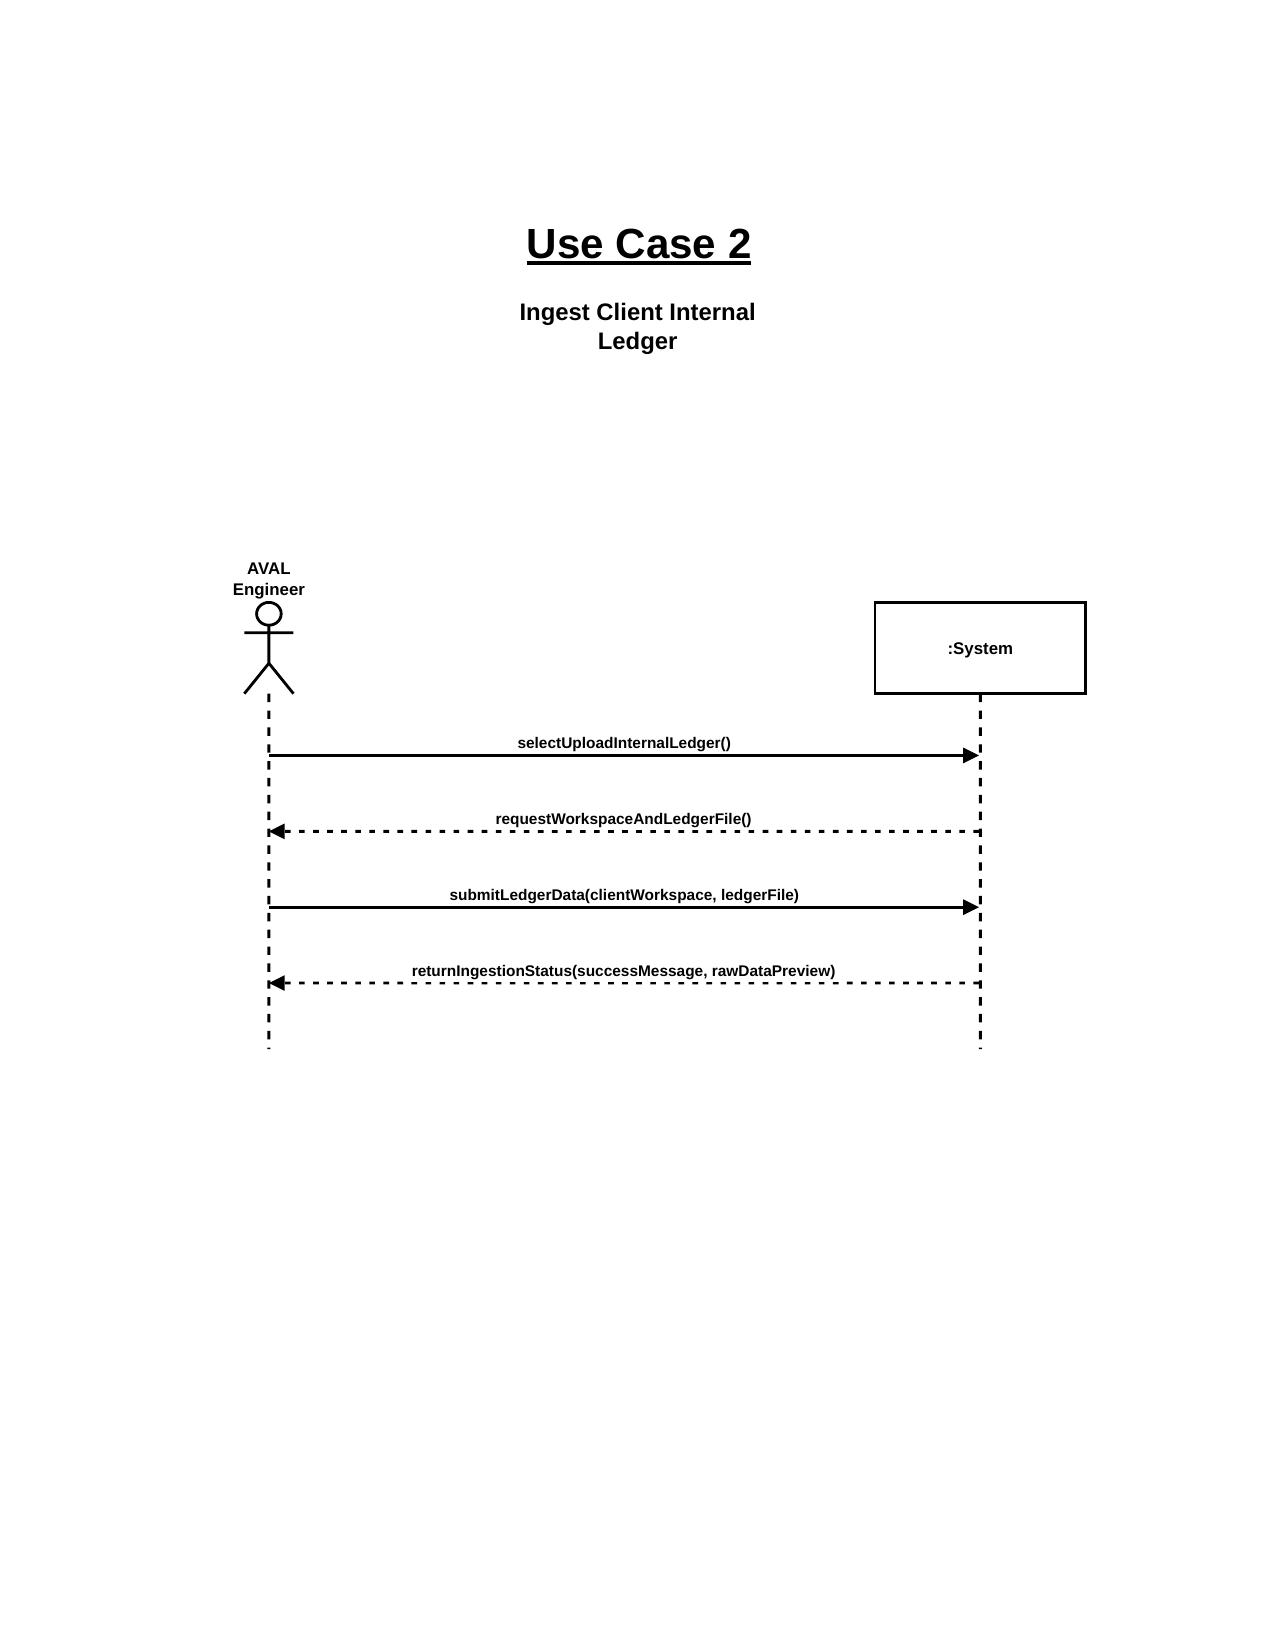 Use Case 2
Ingest Client Internal
Ledger
AVAL
Engineer
:System
selectUploadInternalLedger()
requestWorkspaceAndLedgerFile()
submitLedgerData(clientWorkspace, ledgerFile)
returnIngestionStatus(successMessage, rawDataPreview)